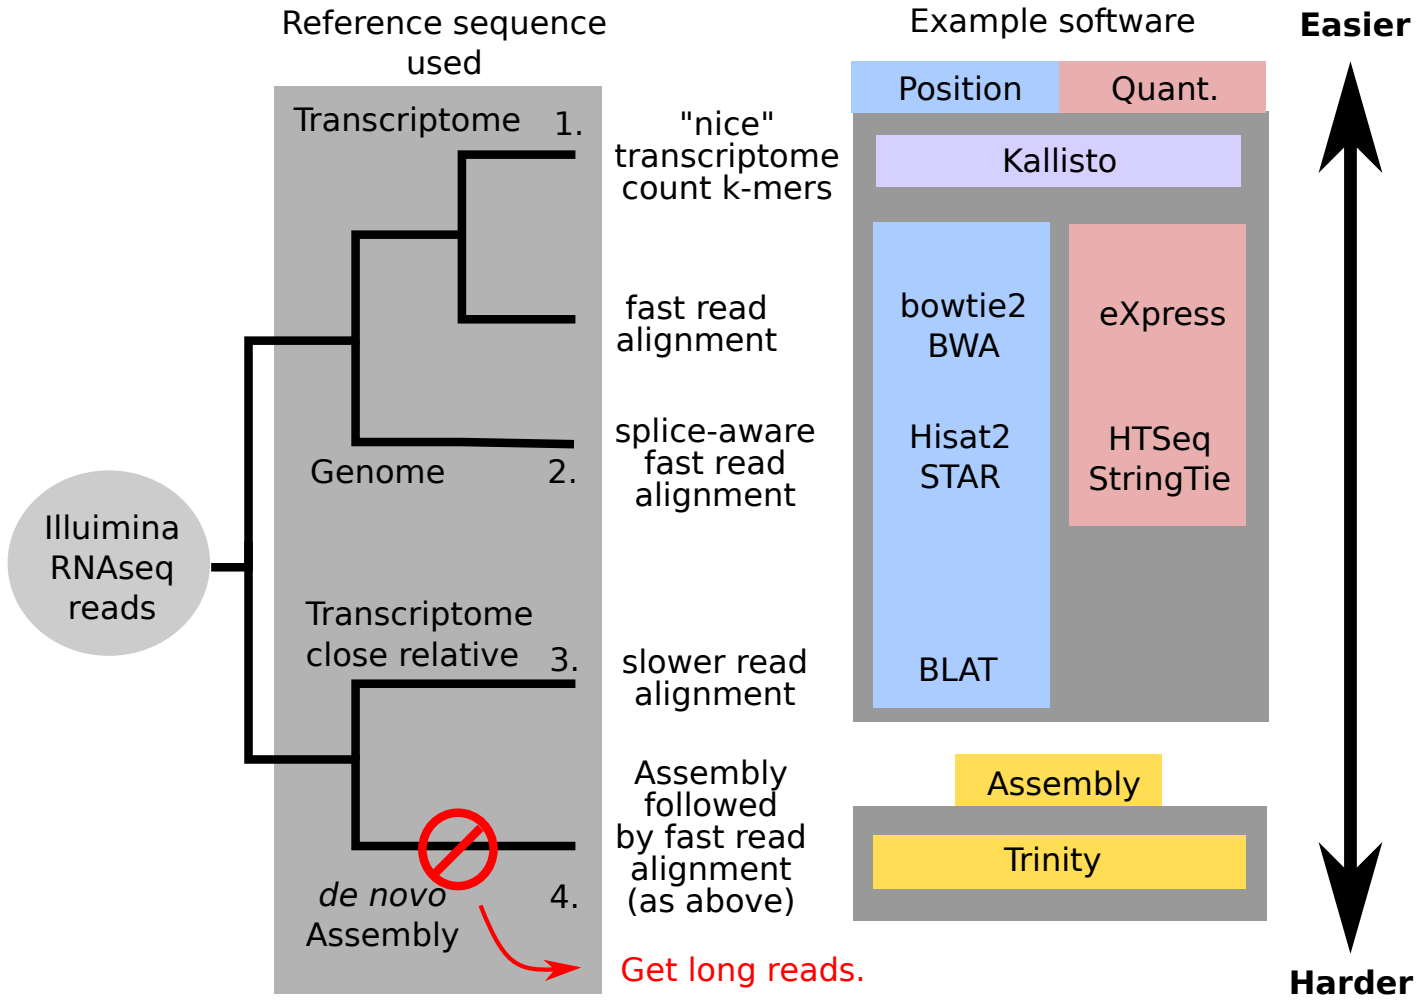 Reference sequence
used
Example software
Easier
Position
Quant.
Transcriptome
1.
"nice"
transcriptome
count k-mers
Kallisto
fast read
alignment
bowtie2
BWA
eXpress
Genome
2.
splice-aware
fast read
alignment
Hisat2
STAR
HTSeq
StringTie
Illuimina
RNAseq
reads
Transcriptome
close relative
3.
slower read
alignment
BLAT
de novo
Assembly
4.
Assembly
followed
by fast read
alignment
(as above)
Assembly
Trinity
Get long reads.
Harder